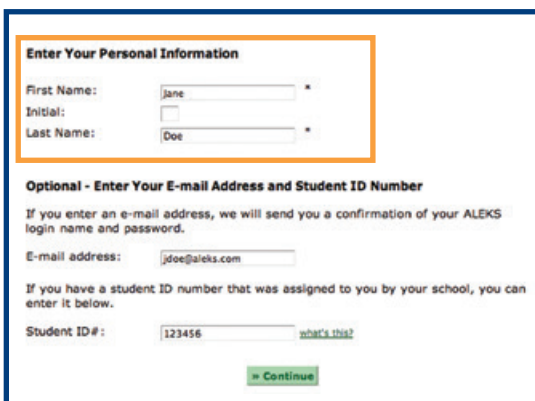 Enter Your Personal Information
First Name: Jane *
Initial:
Last Name: Doe *
Optional - Enter Your E-mail Address and Student ID Number
If you enter an e-mail address, we will send you a confirmation of your ALEKS
login name and password.
E-mail address: jdoe@aleks.com
If you have a student ID number that was assigned to you by your school, you can
enter it below.
Student ID#: 123456 what's this?
» Continue